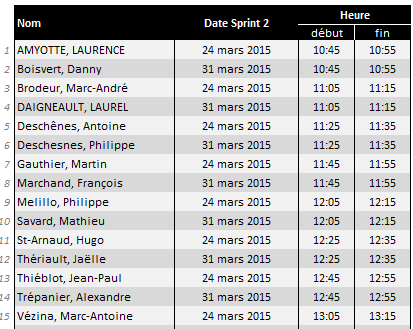 Nom Date Sprint 2 Heure
début fin
1 AMYOTTE, LAURENCE 24 mars 2015 10:45 10:55
2 Boisvert, Danny 31 mars 2015 10:45 10:55
3 Brodeur, Marc-André 24 mars 2015 11:05 11:15
4 DAIGNEAULT, LAUREL 31 mars 2015 11:05 11:15
5 Deschênes, Antoine 24 mars 2015 11:25 11:35
6 Deschesnes, Philippe 31 mars 2015 11:25 11:35
7 Gauthier, Martin 24 mars 2015 11:45 11:55
8 Marchand, François 31 mars 2015 11:45 11:55
9 Melillo, Philippe 24 mars 2015 12:05 12:15
10 Savard, Mathieu 31 mars 2015 12:05 12:15
11 St-Arnaud, Hugo 24 mars 2015 12:25 12:35
12 Thériault, Jaëlle 31 mars 2015 12:25 12:35
13 Thiéblot, Jean-Paul 24 mars 2015 12:45 12:55
14 Trépanier, Alexandre 31 mars 2015 12:45 12:55
15 Vézina, Marc-Antoine 24 mars 2015 13:05 13:15